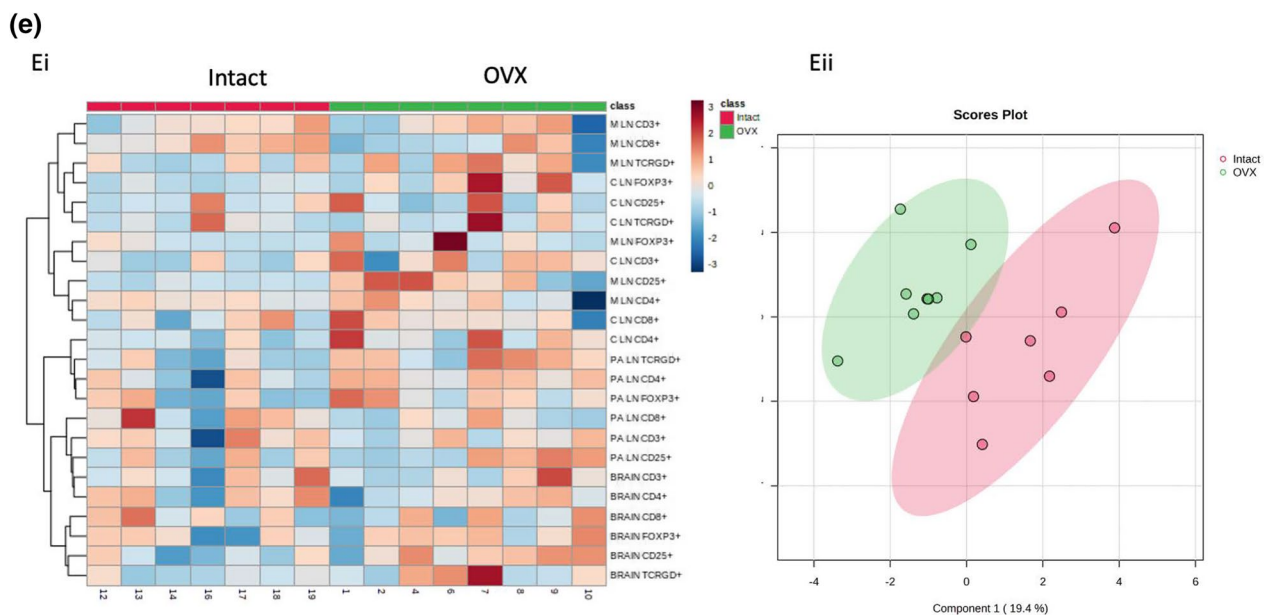 (e)
Ei
Intact
OVX
Eii
class
M LN CD3+
M LN CD8+
M LN TCRGD+
C LN FOXP3+
C LN CD25+
C LN TCRGD+
M LN FOXP3+
C LN CD3+
M LN CD25+
M LN CD4+
C LN CD8+
C LN CD4+
PA LN TCRGD+
PA LN CD4+
PA LN FOXP3+
PA LN CD8+
PA LN CD3+
PA LN CD25+
BRAIN CD3+
BRAIN CD4+
BRAIN CD8+
BRAIN FOXP3+
BRAIN CD25+
BRAIN TCRGD+
12 13 14 16 17 18 19 1 2 4 6 7 8 9 10
3
2
1
0
-1
-2
-3
class
Intact
OVX
Scores Plot
Intact
OVX
-4 -2 0 2 4 6
Component 1 ( 19.4 %)